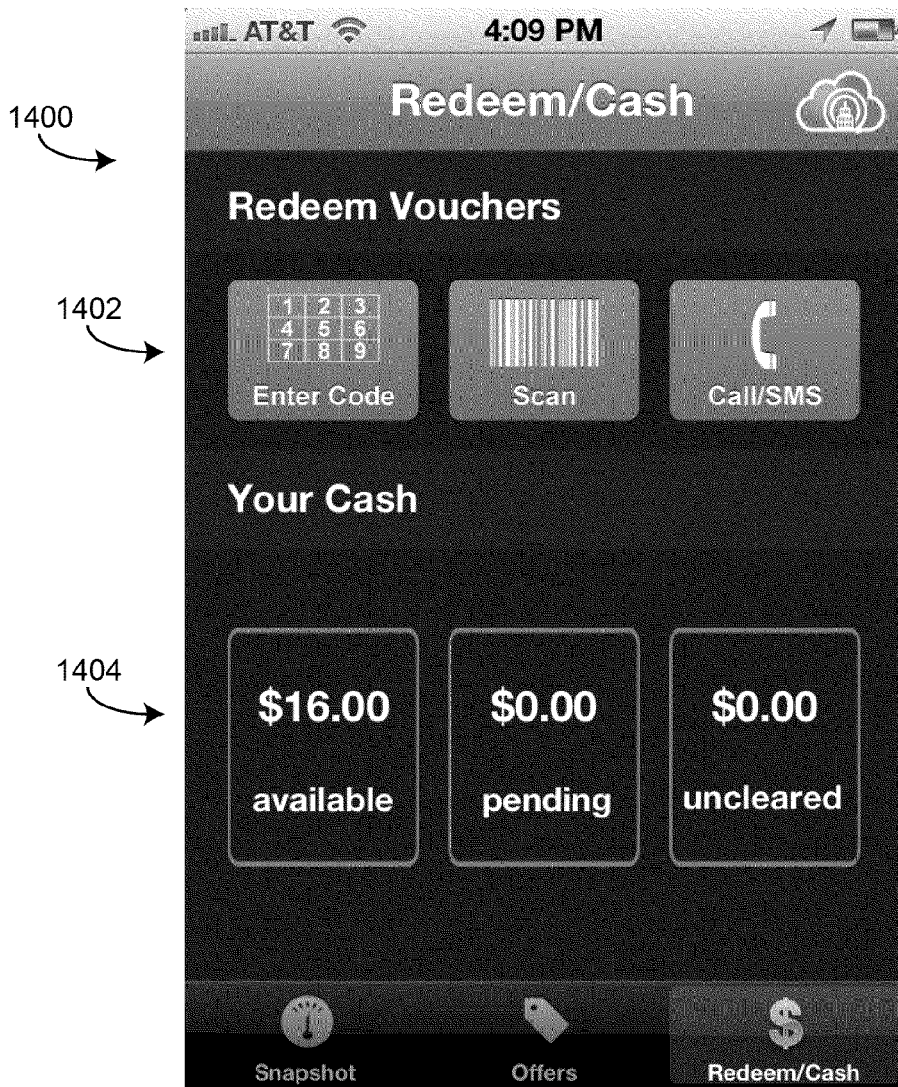 AT&T 4:09 PM
Redeem/Cash
1400
Redeem Vouchers
1402
1 2 3
4 5 6
7 8 9
Enter Code Scan Call/SMS
Your Cash
1404
$16.00 $0.00 $0.00
available pending uncleared
Snapshot Offers Redeem/Cash